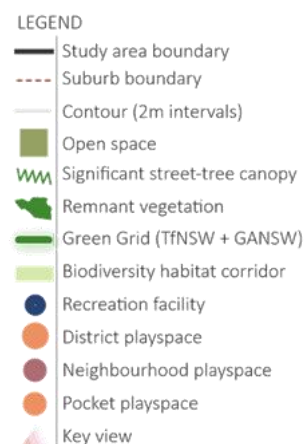 LEGEND
Study area boundary
Suburb boundary
Contour (2m intervals)
Open space
Significant street-tree canopy
Remnant vegetation
Green Grid (TfNSW + GANSW)
Biodiversity habitat corridor
Recreation facility
District playspace
Neighbourhood playspace
Pocket playspace
Key view